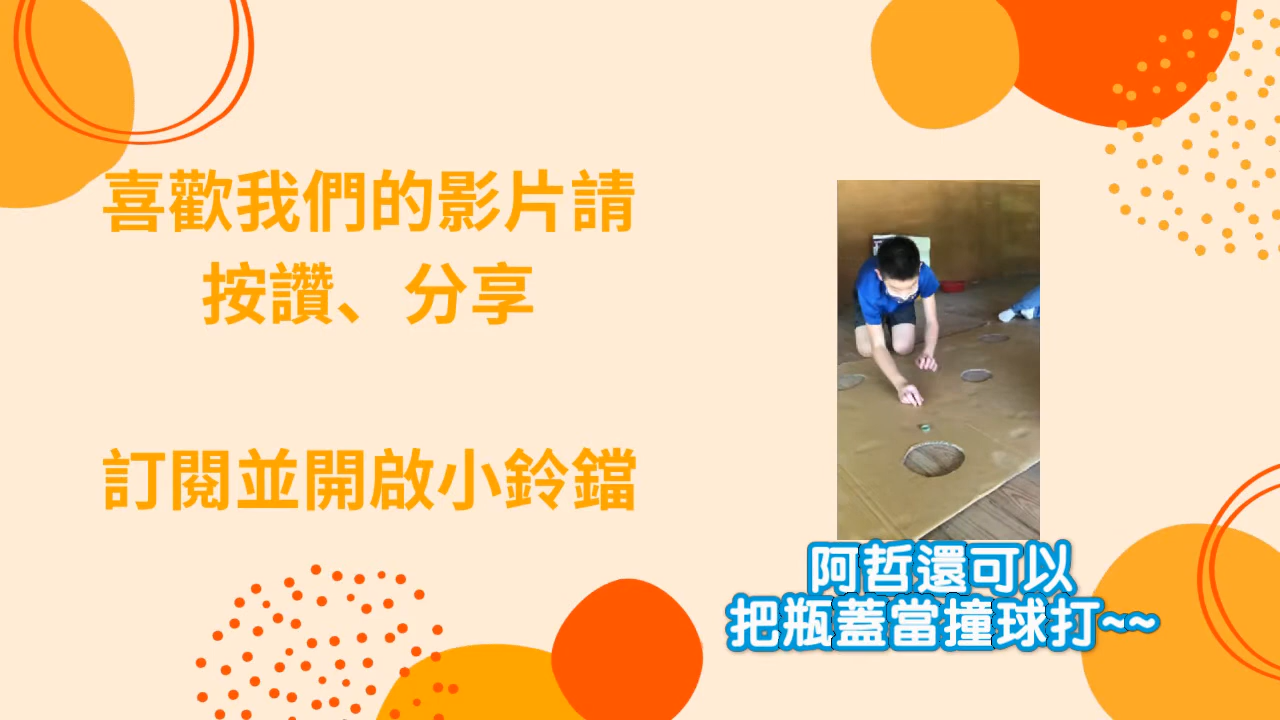 喜歡我們的影片請
按讚、分享
訂閱並開啟小鈴鐺
阿哲還可以
把瓶蓋當撞球打~~